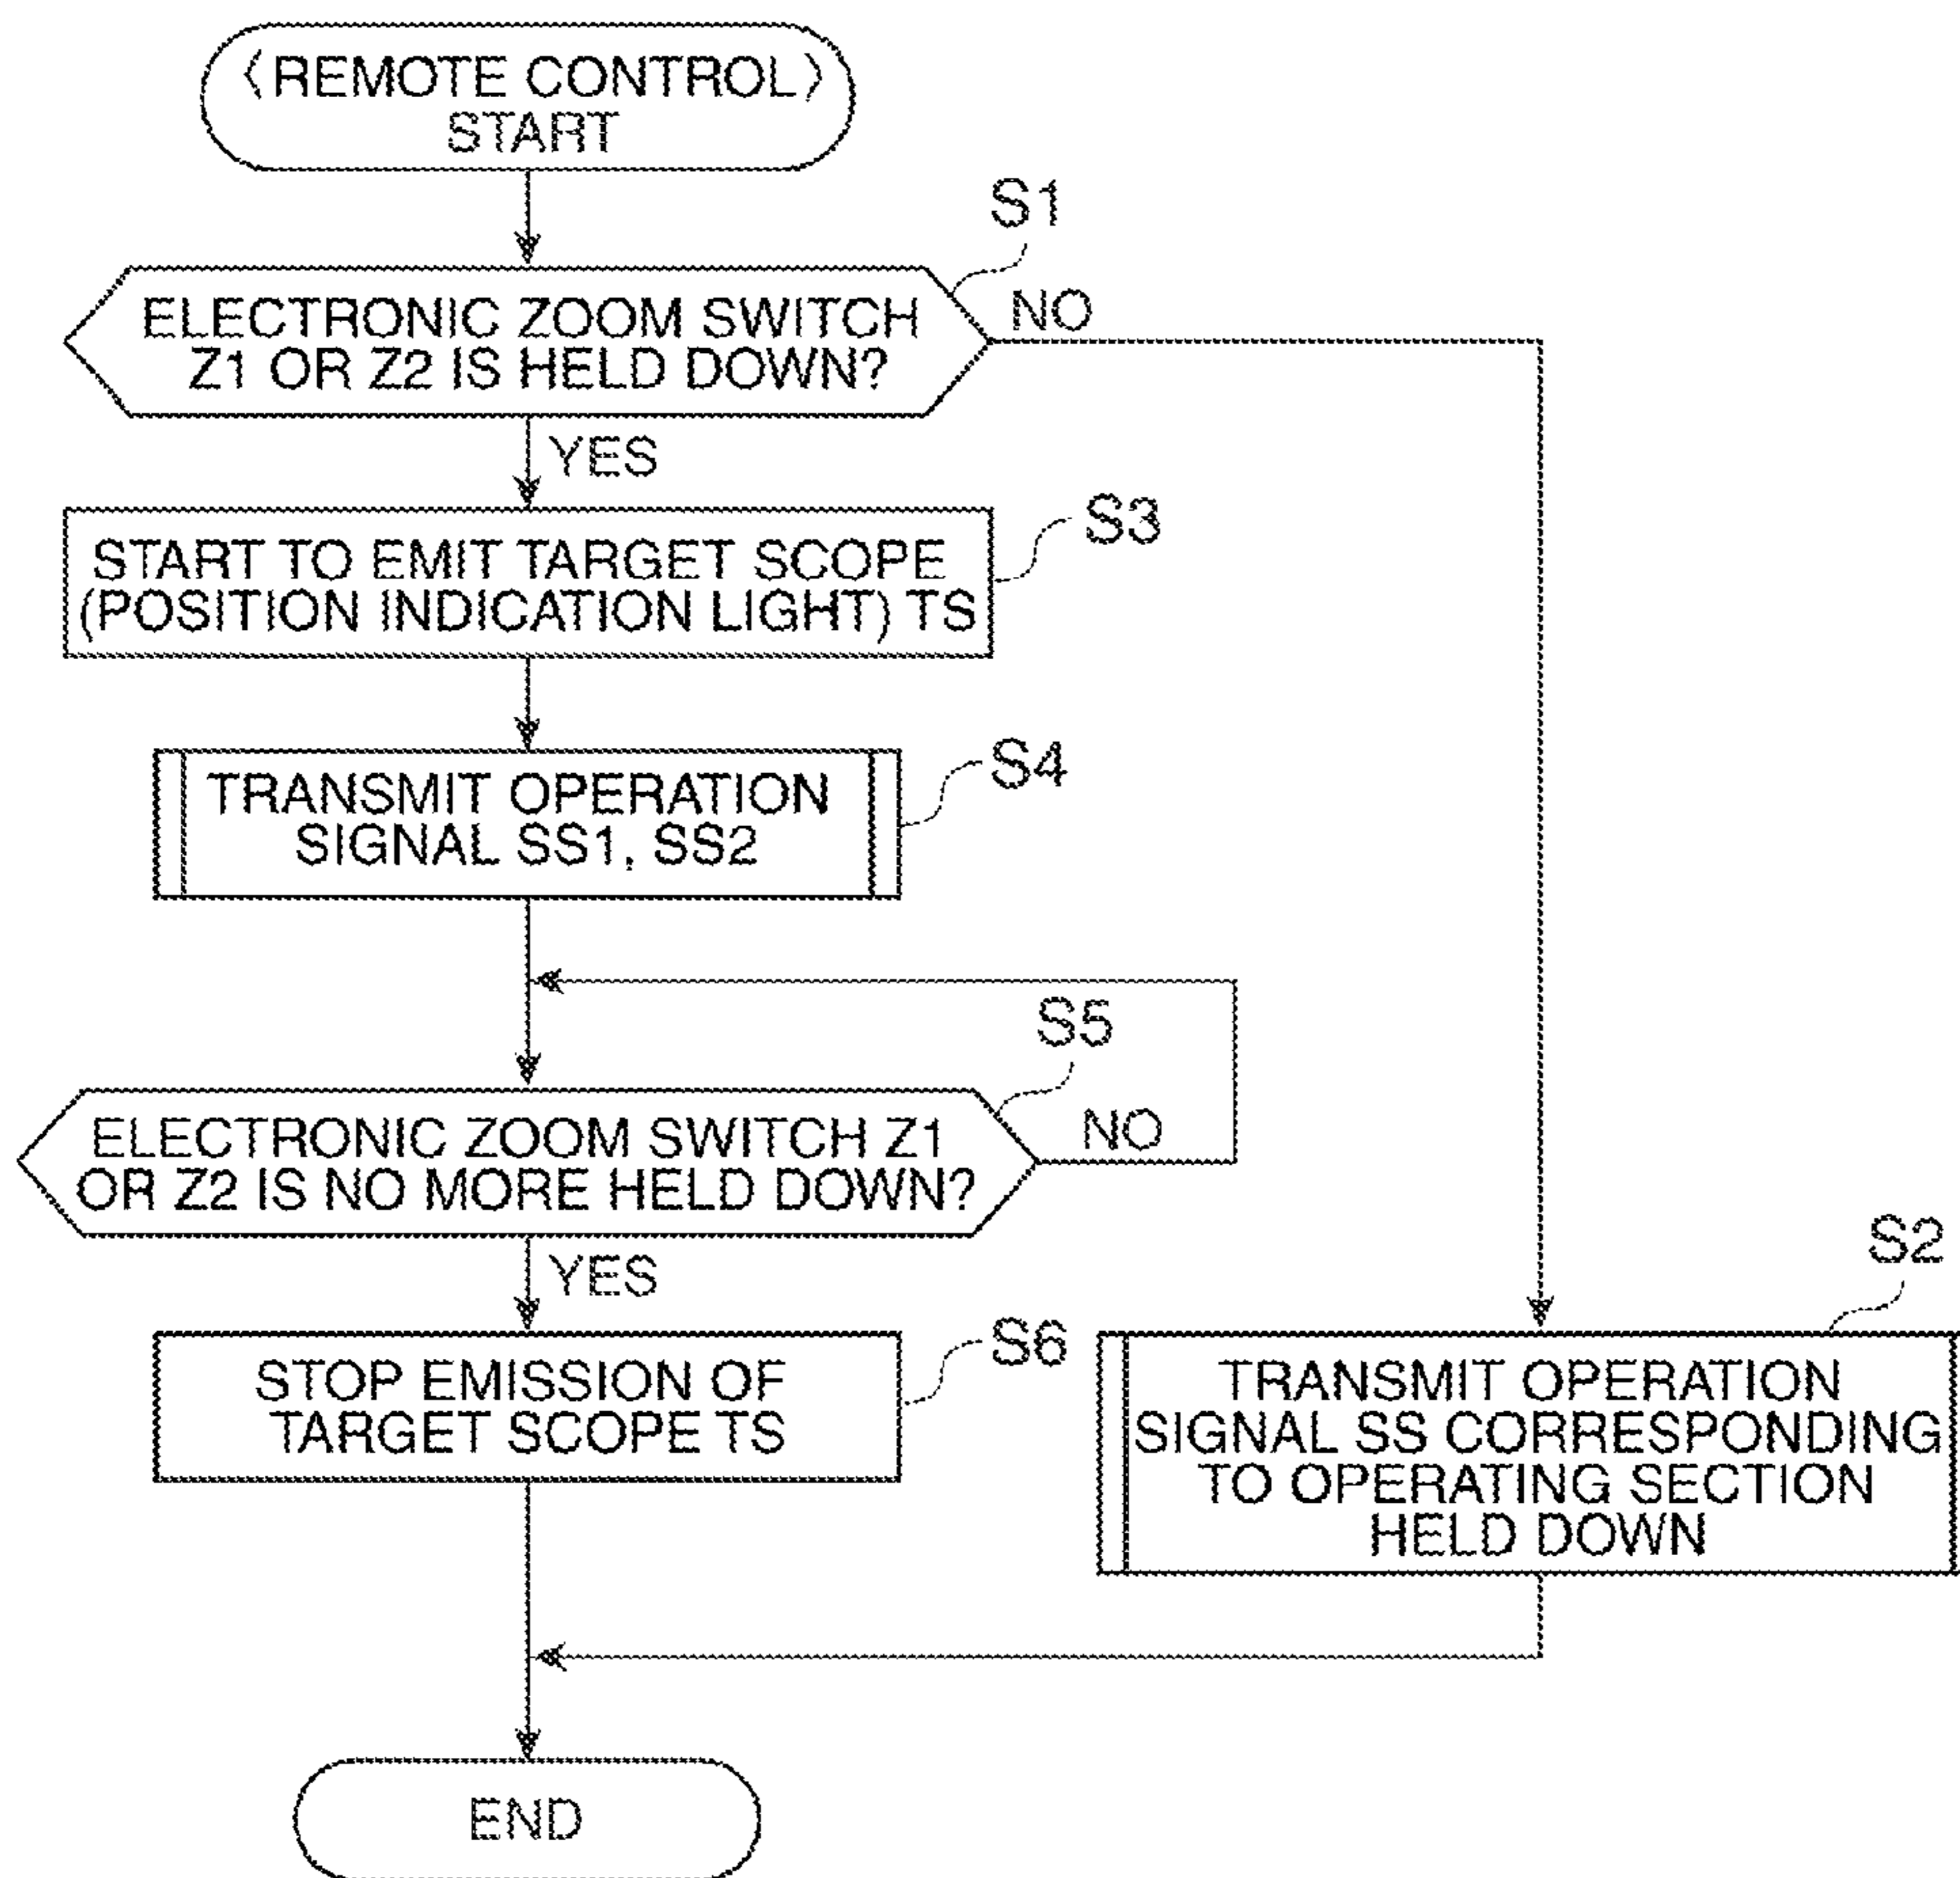 〈REMOTE CONTROL〉
START
S1
ELECTRONIC ZOOM SWITCH
Z1 OR Z2 IS HELD DOWN?
NO
YES
S3
START TO EMIT TARGET SCOPE
(POSITION INDICATION LIGHT) TS
S4
TRANSMIT OPERATION
SIGNAL SS1, SS2
S5
ELECTRONIC ZOOM SWITCH Z1
OR Z2 IS NO MORE HELD DOWN?
NO
YES
S6
STOP EMISSION OF
TARGET SCOPE TS
S2
TRANSMIT OPERATION
SIGNAL SS CORRESPONDING
TO OPERATING SECTION
HELD DOWN
END